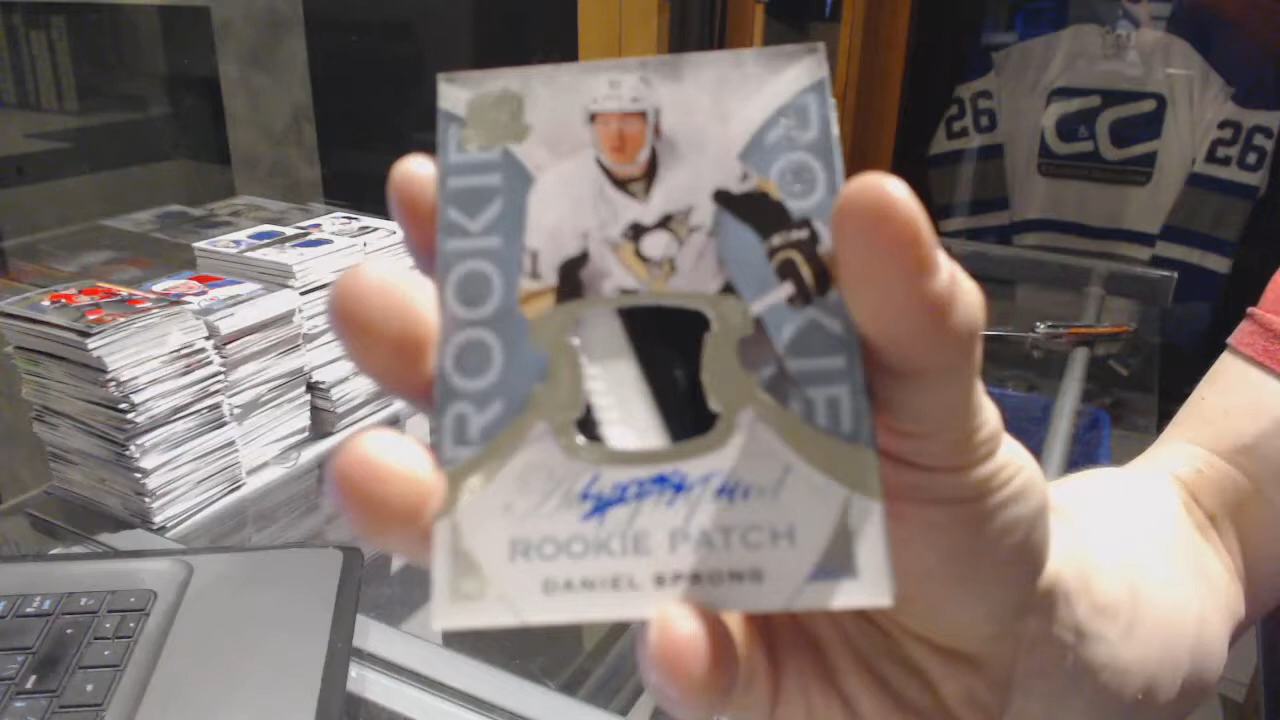 ROOKIE
ROOKIE
ROOKIE PATCH
DANIEL SPRONG
26
CC
26